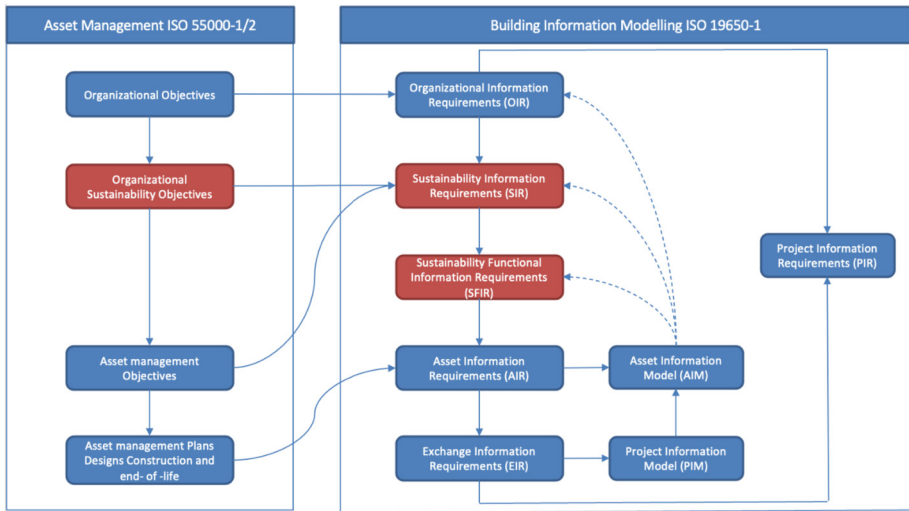 Asset Management ISO 55000-1/2
Organizational Objectives
Organizational
Sustainability Objectives
Asset management
Objectives
Asset management Plans
Designs Construction and
end- of -life
Building Information Modelling ISO 19650-1
Organizational Information
Requirements (OIR)
Sustainability Information
Requirements (SIR)
Sustainability Functional
Information Requirements
(SFIR)
Asset Information
Requirements (AIR)
Asset Information
Model (AIM)
Exchange Information
Requirements (EIR)
Project Information
Model (PIM)
Project Information
Requirements (PIR)